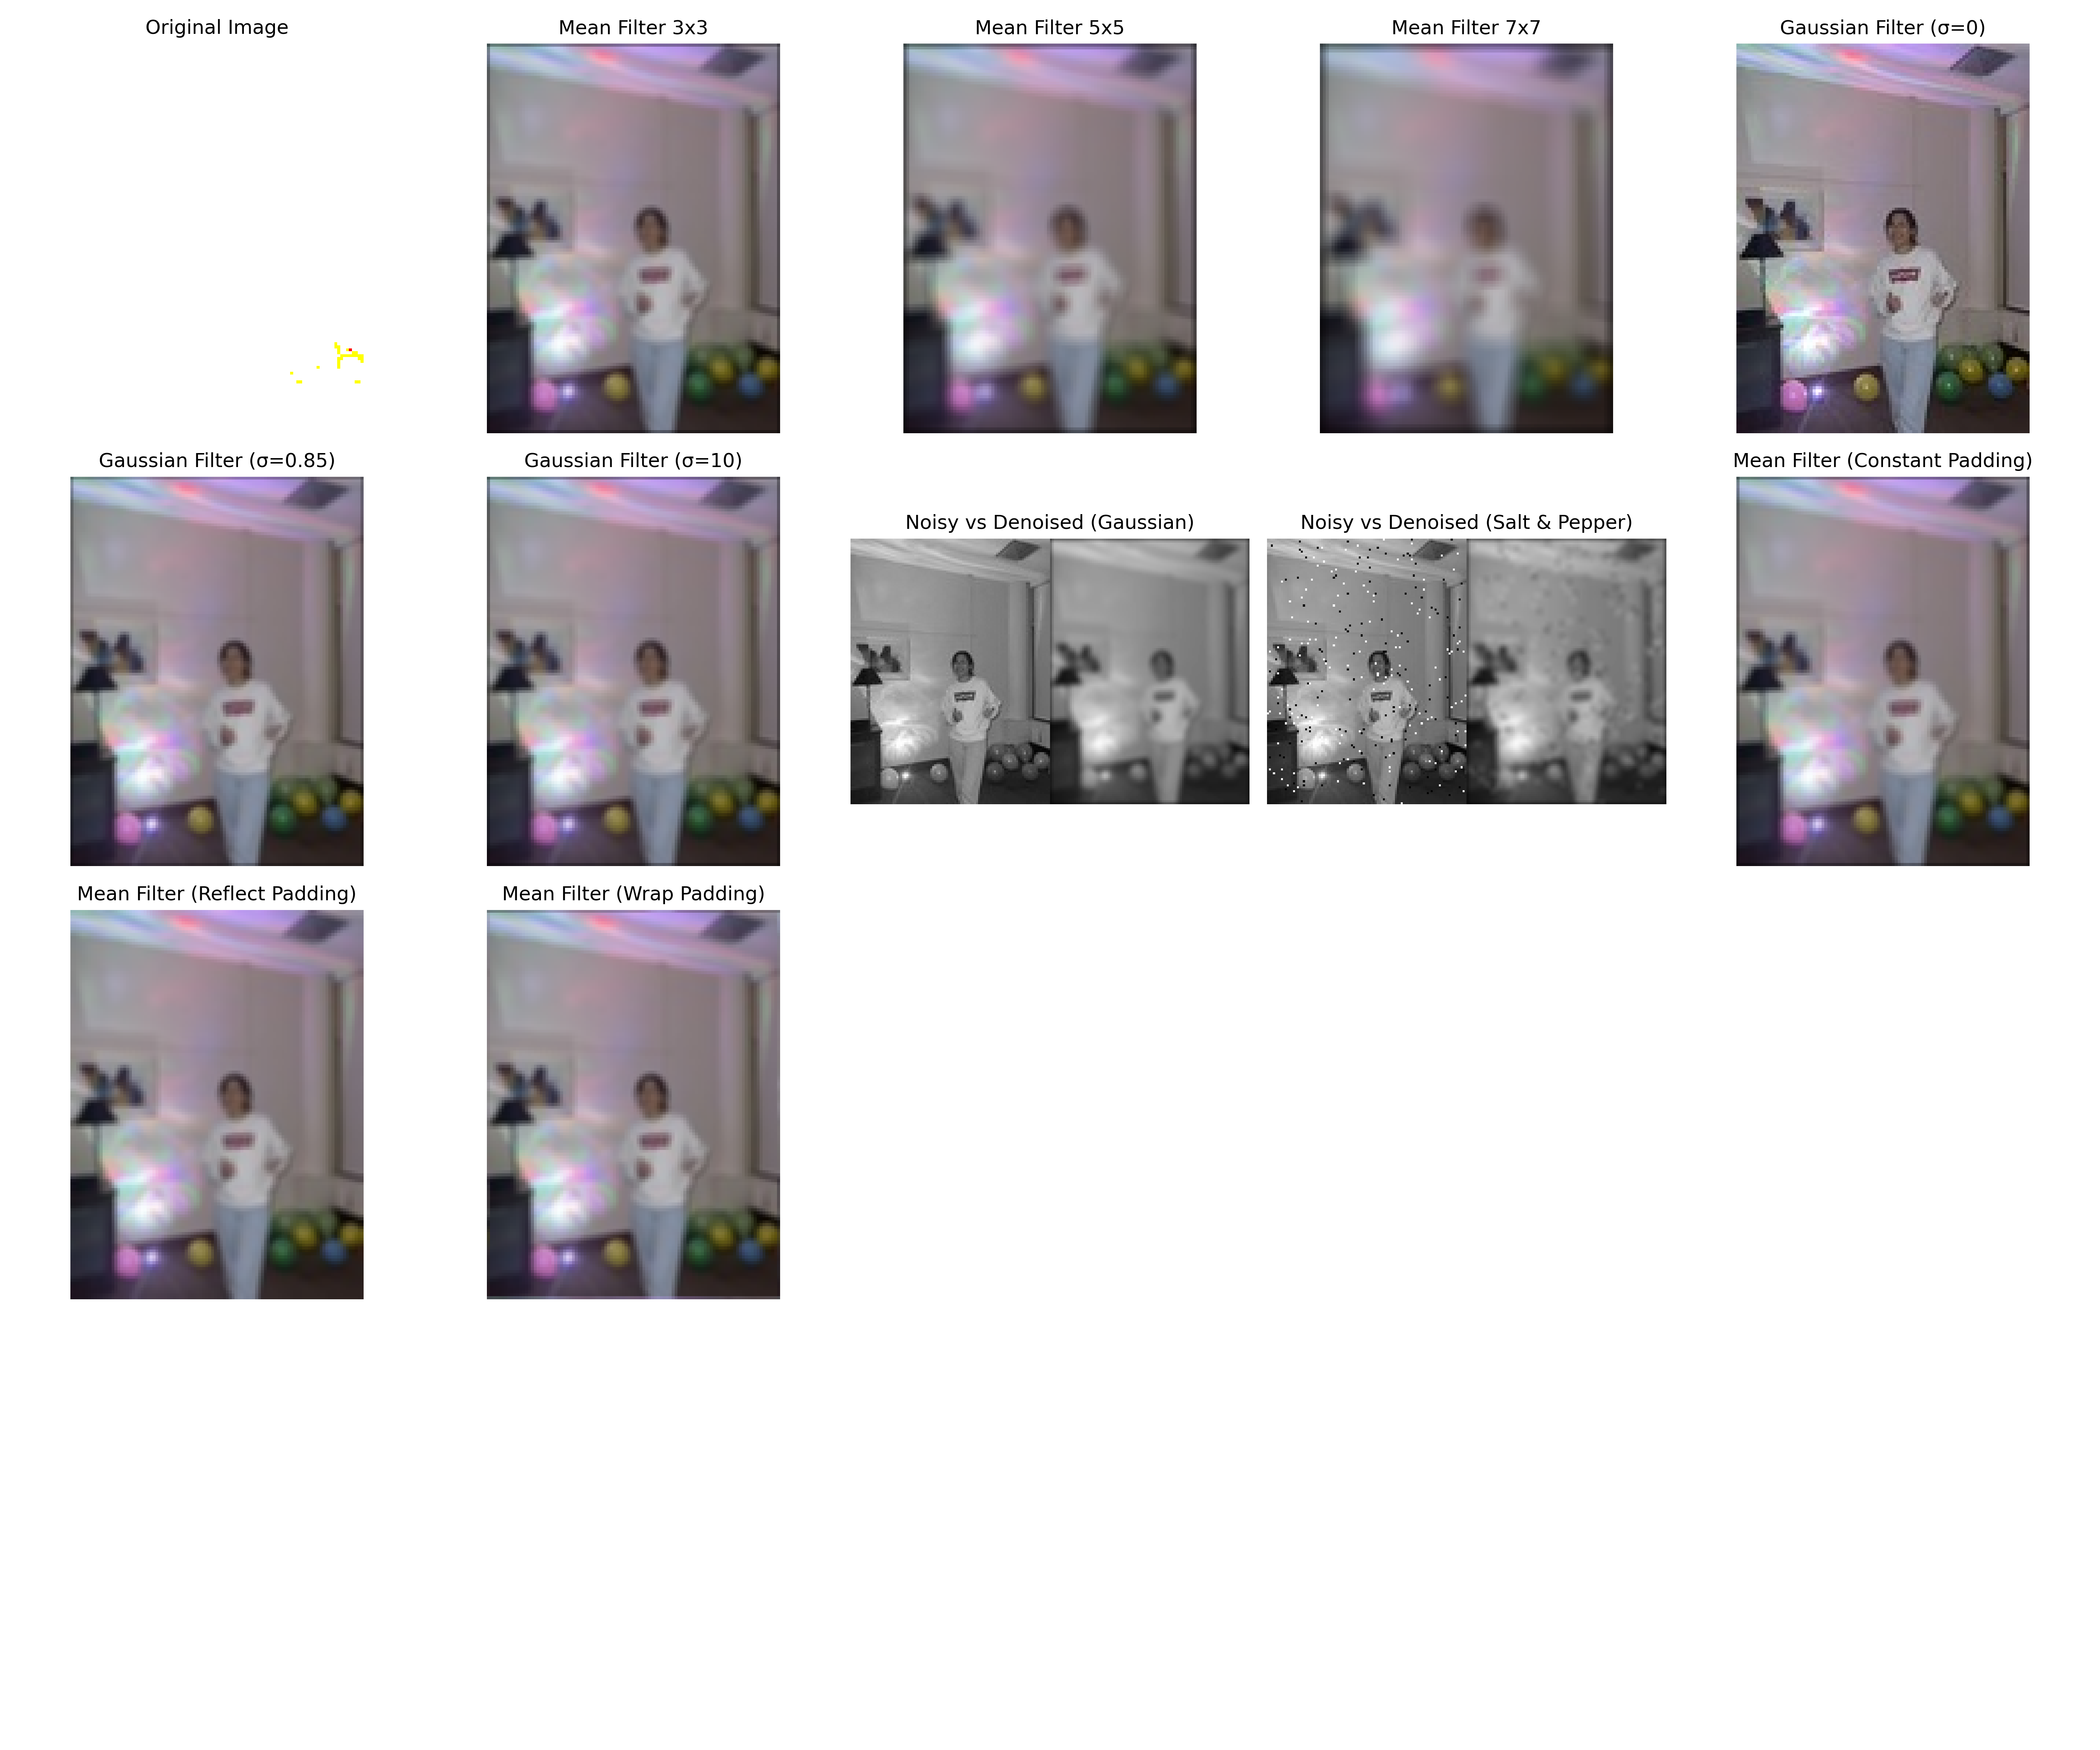 Original Image
Mean Filter 3x3
Mean Filter 5x5
Mean Filter 7x7
Gaussian Filter (σ=0)
Gaussian Filter (σ=0.85)
Gaussian Filter (σ=10)
Noisy vs Denoised (Gaussian)
Noisy vs Denoised (Salt & Pepper)
Mean Filter (Constant Padding)
Mean Filter (Reflect Padding)
Mean Filter (Wrap Padding)